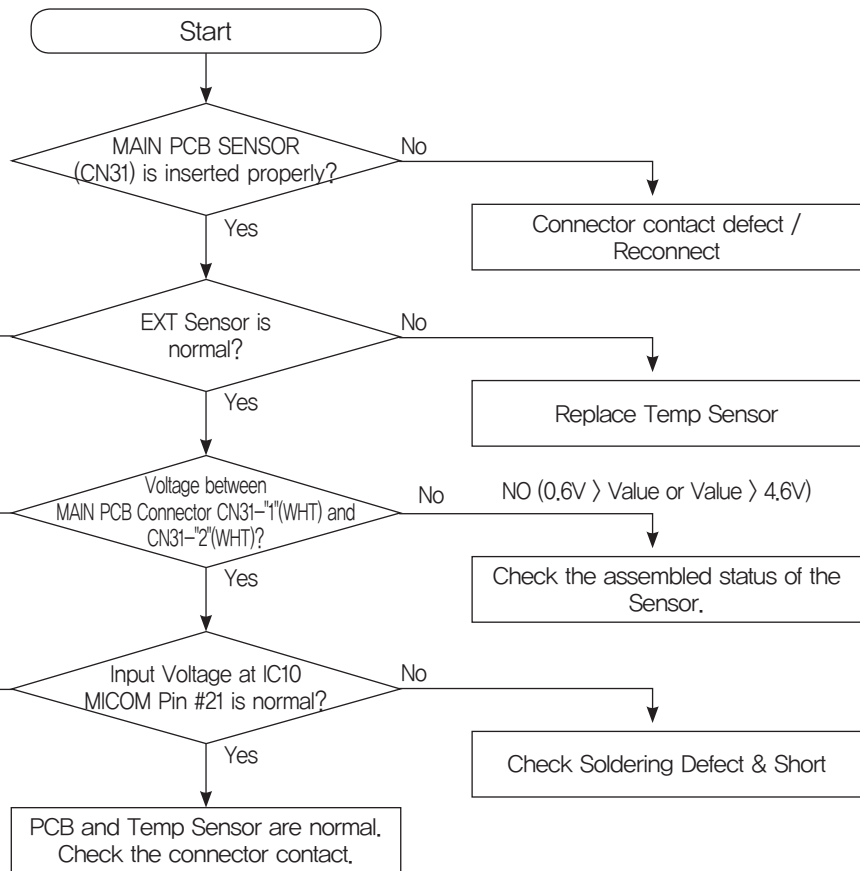 Start
MAIN PCB SENSOR
(CN31) is inserted properly?
No
Yes
Connector contact defect /
Reconnect
EXT Sensor is
normal?
No
Yes
Replace Temp Sensor
Voltage between
MAIN PCB Connector CN31-"1"(WHT) and
CN31-"2"(WHT)?
No
NO (0.6V > Value or Value > 4.6V)
Yes
Check the assembled status of the
Sensor.
Input Voltage at IC10
MICOM Pin #21 is normal?
No
Yes
Check Soldering Defect & Short
PCB and Temp Sensor are normal.
Check the connector contact.